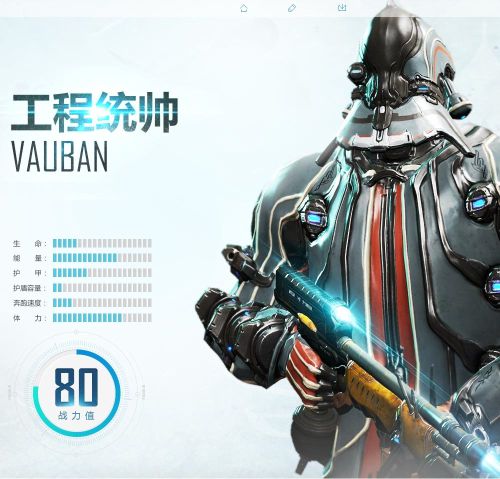 工程统帅
VAUBAN
生 命：
能 量：
护 甲：
护盾容量：
奔跑速度：
体 力：
80
战力值